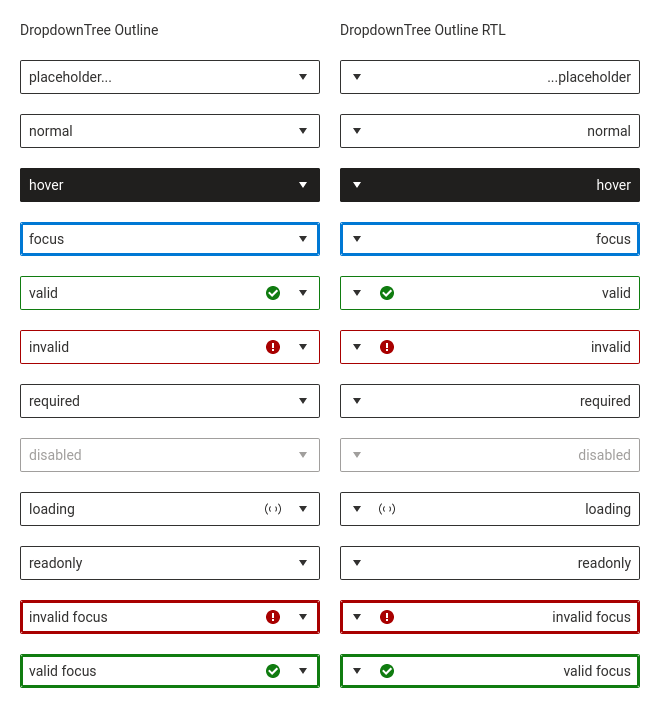 DropdownTree Outline
DropdownTree Outline RTL
placeholder...
...placeholder
normal
normal
hover
hover
focus
focus
valid
valid
invalid
invalid
required
required
disabled
disabled
loading
loading
readonly
readonly
invalid focus
invalid focus
valid focus
valid focus